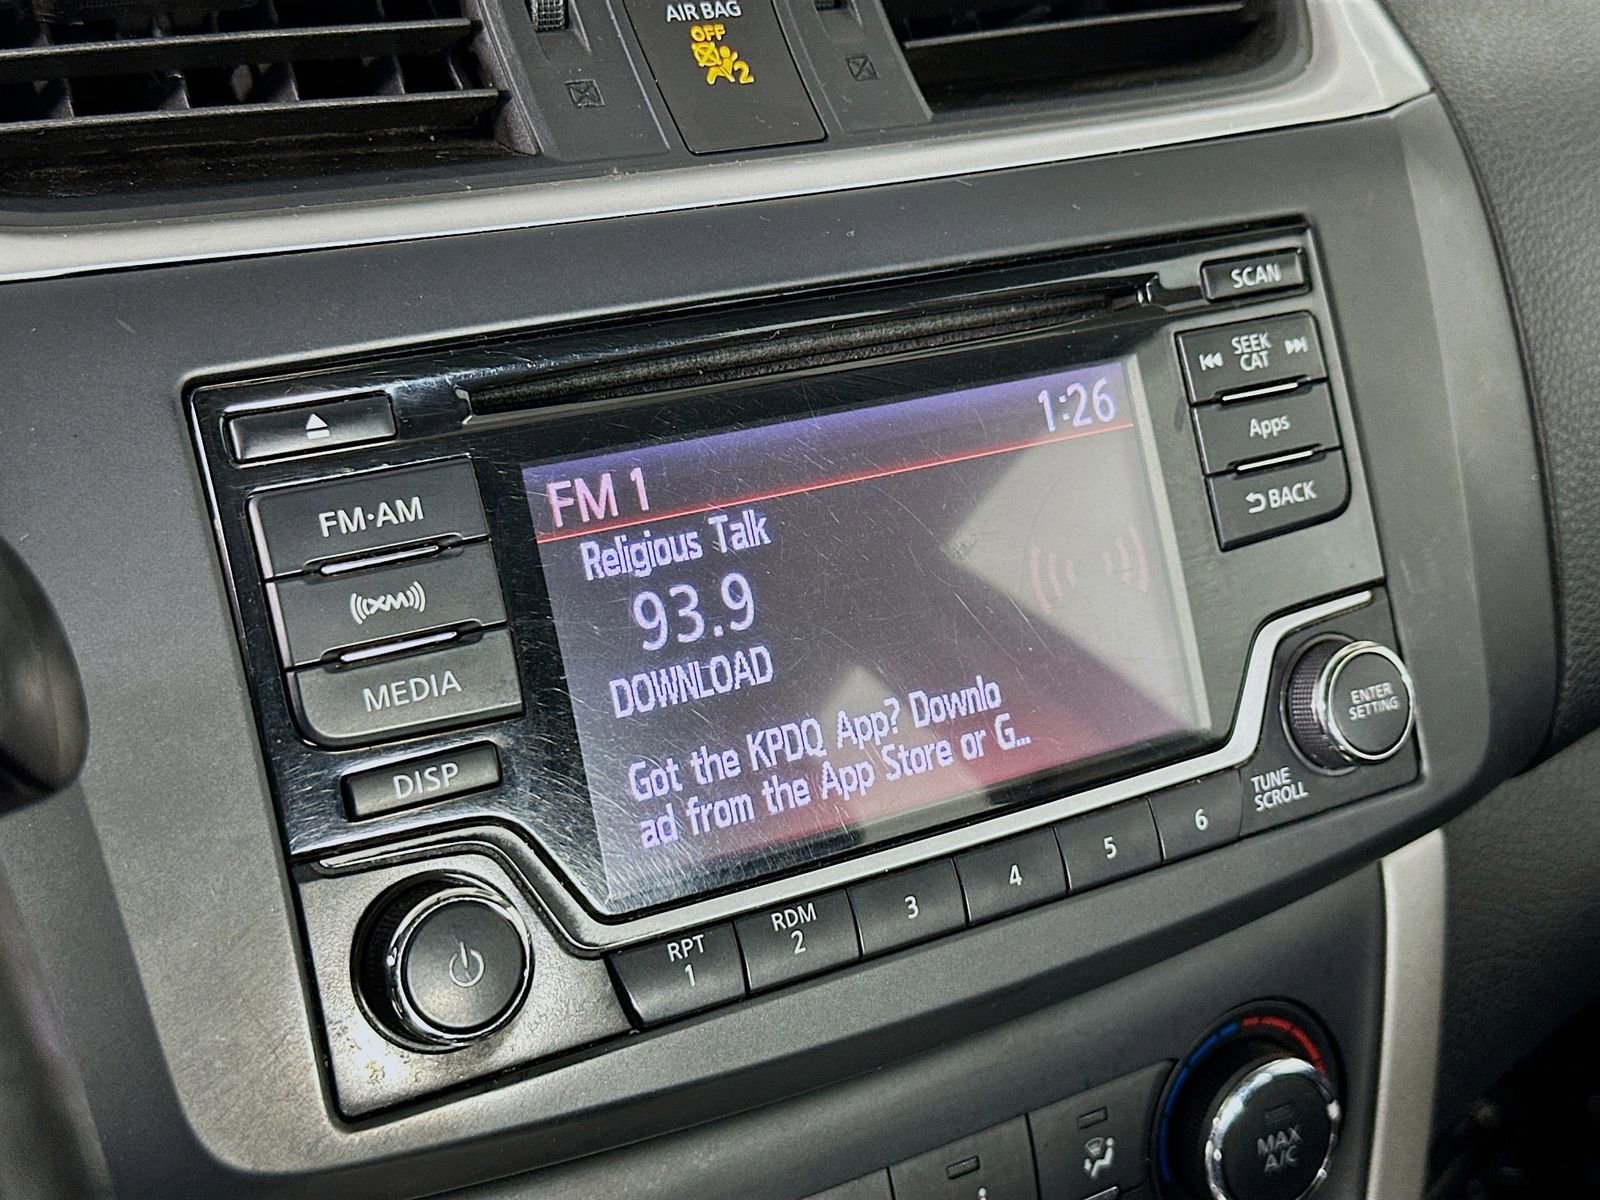 AIR BAG
OFF
2
SCAN
SEEK
CAT
Apps
BACK
FM·AM
XM
MEDIA
DISP
FM 1
1:26
Religious Talk
93.9
DOWNLOAD
Got the KPDQ App? Downlo
ad from the App Store or G...
ENTER
SETTING
TUNE
SCROLL
RPT
1
RDM
2
3
4
5
6
MAX
A/C